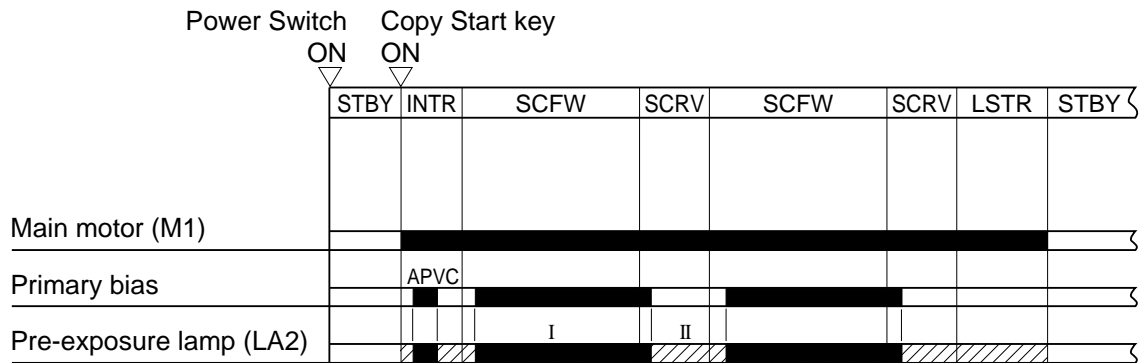 Power Switch Copy Start key
ON ON
STBY INTR SCFW SCRV SCFW SCRV LSTR STBY
Main motor (M1)
APVC
Primary bias
I II
Pre-exposure lamp (LA2)